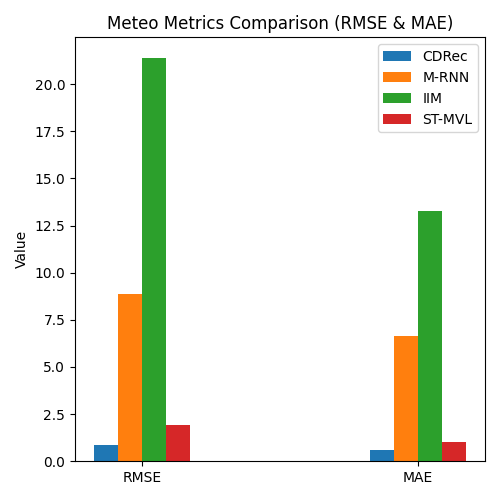 Meteo Metrics Comparison (RMSE & MAE)
CDRec
M-RNN
IIM
ST-MVL
Value
20.0
17.5
15.0
12.5
10.0
7.5
5.0
2.5
0.0
RMSE
MAE